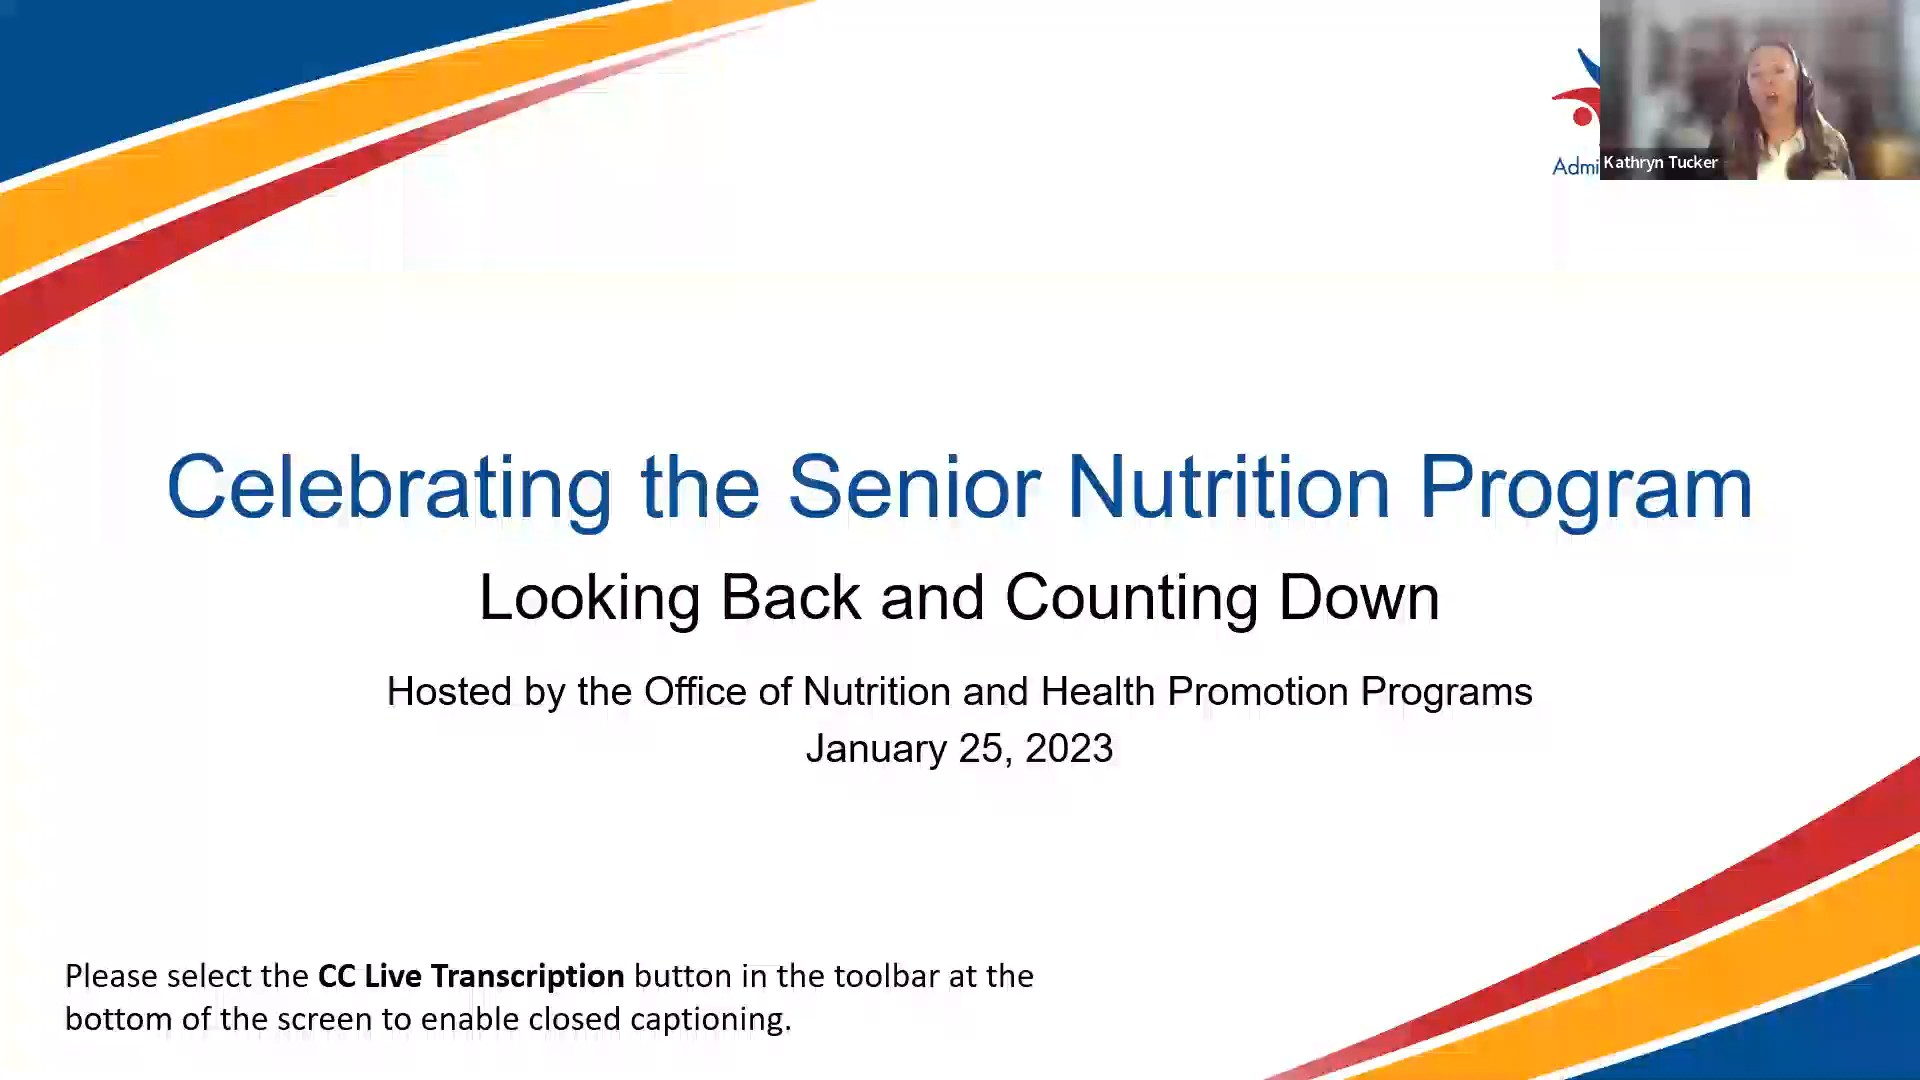 Admi
Kathryn Tucker
Celebrating the Senior Nutrition Program
Looking Back and Counting Down
Hosted by the Office of Nutrition and Health Promotion Programs
January 25, 2023
Please select the CC Live Transcription button in the toolbar at the
bottom of the screen to enable closed captioning.